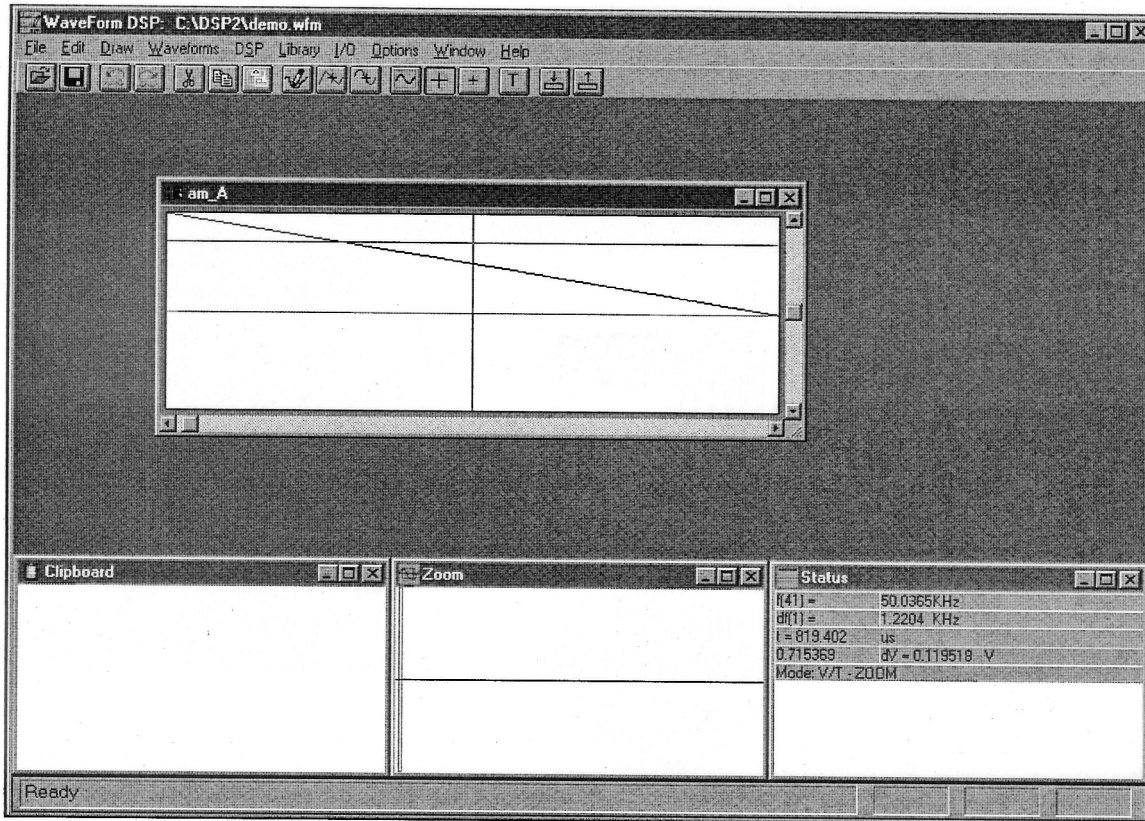 WaveForm DSP: C:\DSP2\demo.wfm
File Edit Draw Waveforms DSP Library I/O Options Window Help
T
am_A
Clipboard
Zoom
Status
f(41) = 50.0365KHz
df(1) = 1.2204 KHz
t = 819.402 us
0.715369 dV = 0.119518 V
Mode: V/T - ZOOM
Ready